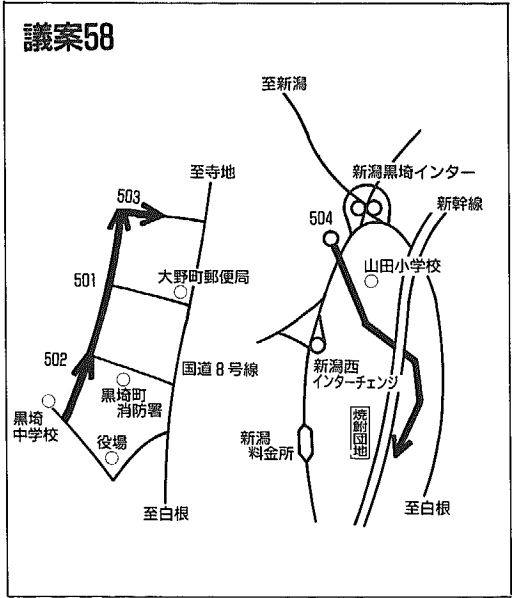 議案58
至新潟
至寺地
新潟黒埼インター
503
新幹線
504
山田小学校
501
大野町郵便局
502
国道8号線
新潟西
インターチェンジ
黒埼町
消防署
黒埼
中学校
役場
焼鮒団地
新潟
料金所
至白根
至白根